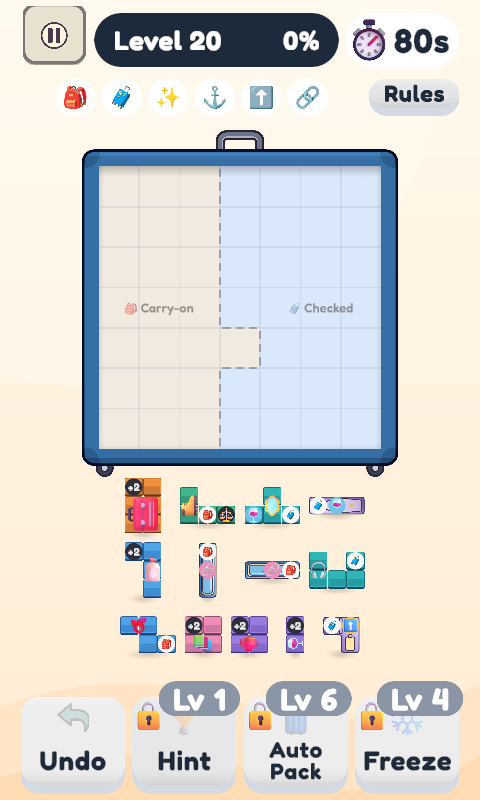 Level 20 0% 80s
Rules
Carry-on Checked
+2
+2
+2 +2 +2
Lv 1 Lv 6 Lv 4
Undo Hint Auto Pack Freeze